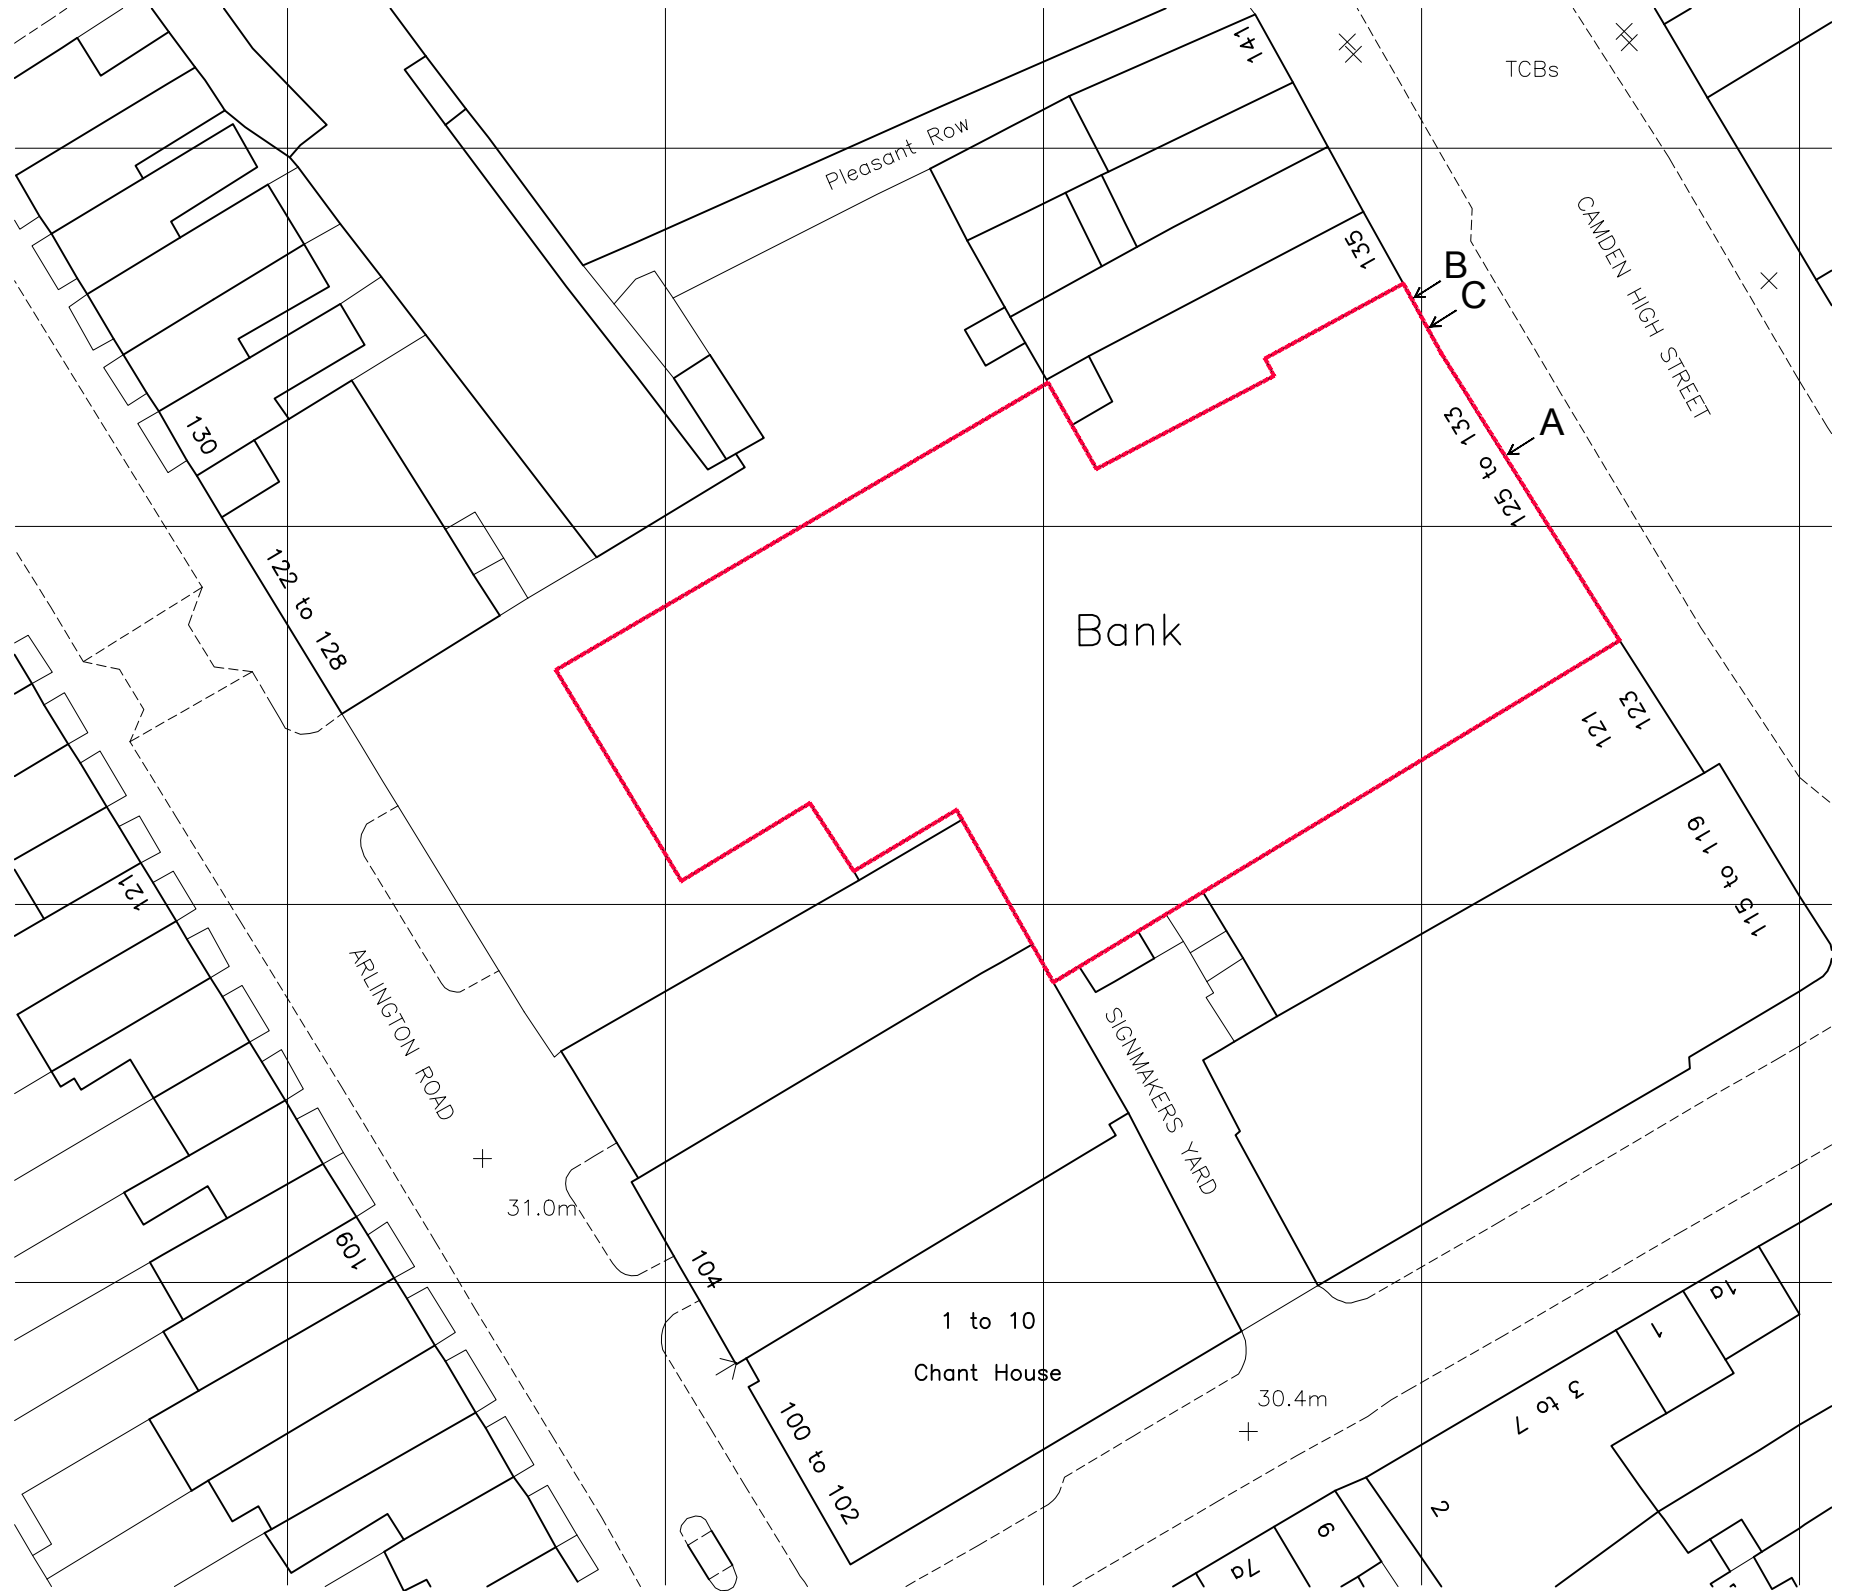 141
TCBs
Pleasant Row
CAMDEN HIGH STREET
135
B
C
A
125 to 133
130
122 to 128
Bank
123
121
115 to 119
121
ARLINGTON ROAD
SIGNMAKERS YARD
31.0m
109
104
1 to 10
Chant House
1a
1
3 to 7
30.4m
100 to 102
2
9
7a